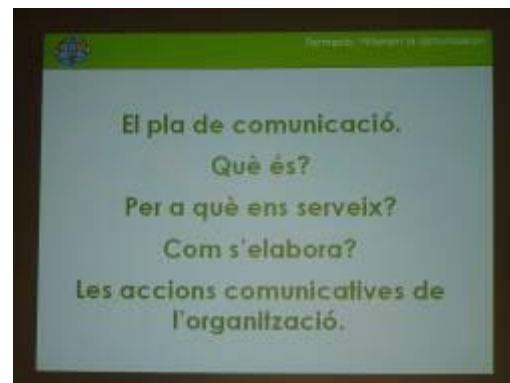 El pla de comunicació.
Què és?
Per a què ens serveix?
Com s'elabora?
Les accions comunicatives de
l'organització.